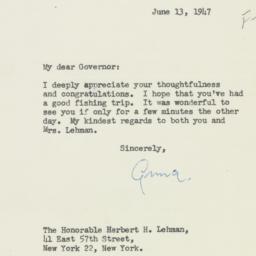 June 13, 1947
My dear Governor:
I deeply appreciate your thoughtfulness
and congratulations. I hope that you've had
a good fishing trip. It was wonderful to
see you if only for a few minutes the other
day. My kindest regards to both you and
Mrs. Lehman.
Sincerely,
Anna
The Honorable Herbert H. Lehman,
41 East 57th Street,
New York 22, New York.